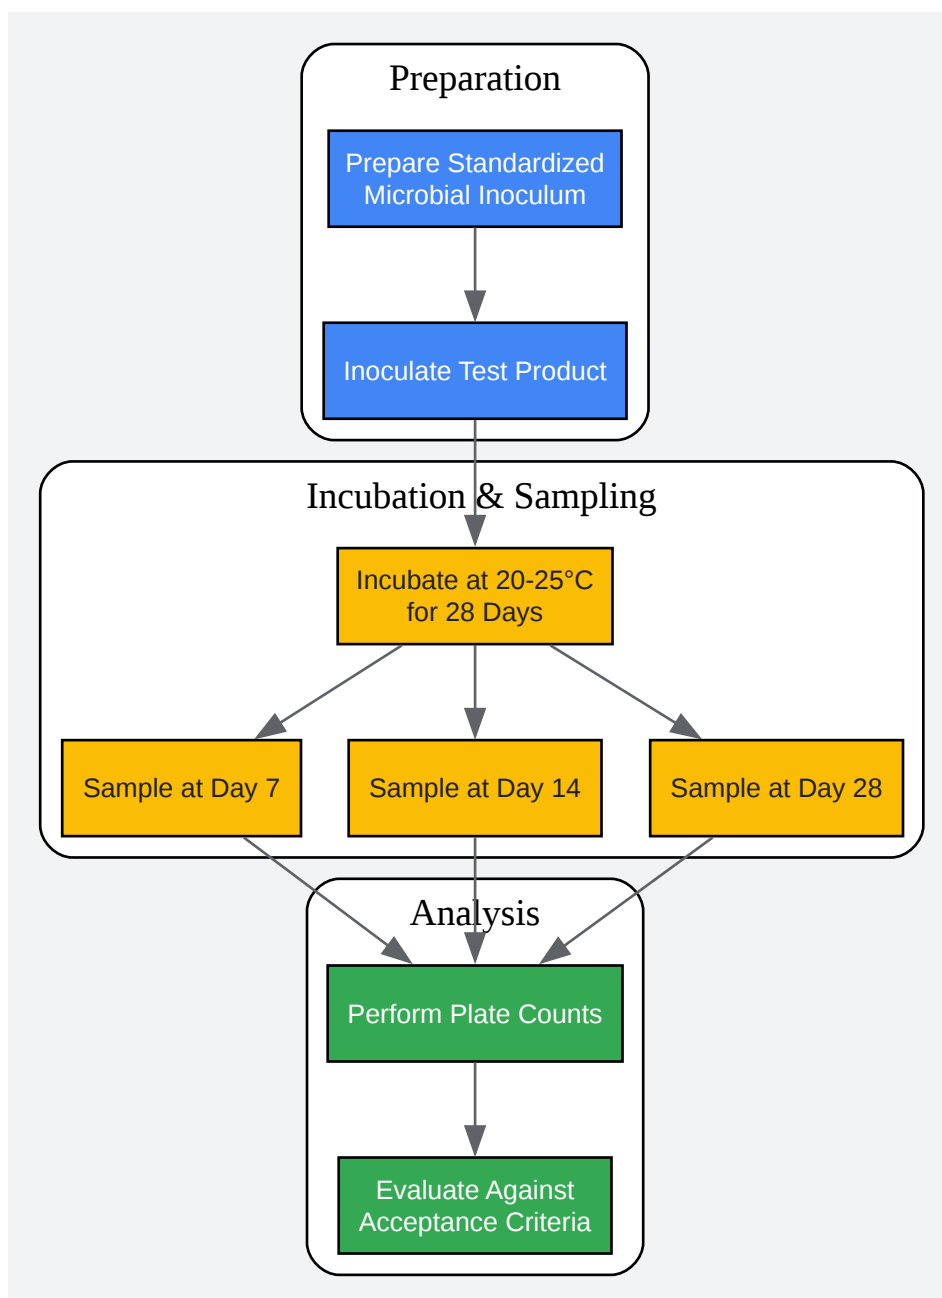 Preparation
Prepare Standardized
Microbial Inoculum
Inoculate Test Product
Incubation & Sampling
Incubate at 20-25°C
for 28 Days
Sample at Day 7
Sample at Day 14
Sample at Day 28
Analysis
Perform Plate Counts
Evaluate Against
Acceptance Criteria